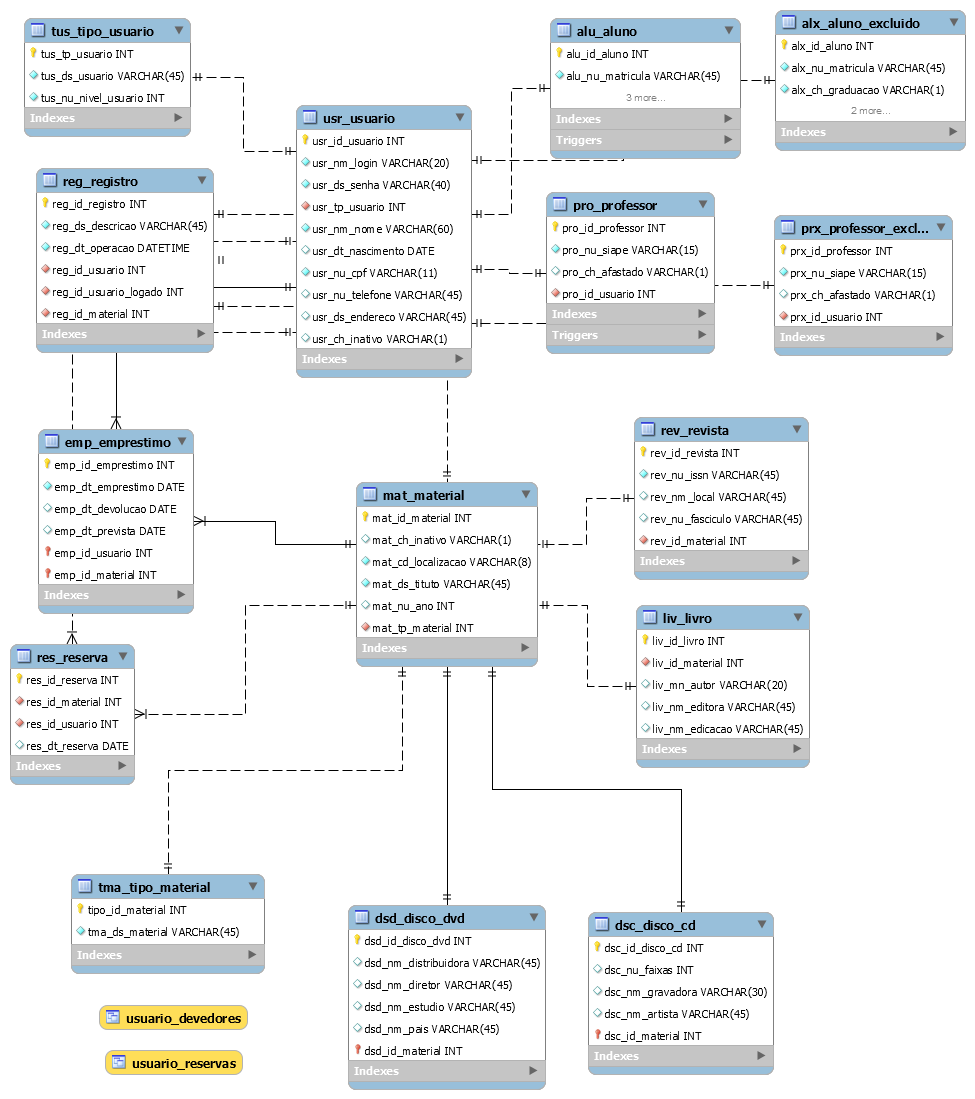 tus_tipo_usuario
tus_tp_usuario INT
tus_ds_usuario VARCHAR(45)
tus_nu_nivel_usuario INT
Indexes
alu_aluno
alu_id_aluno INT
alu_nu_matricula VARCHAR(45)
3 more...
Indexes
Triggers
alx_aluno_excluido
alx_id_aluno INT
alx_nu_matricula VARCHAR(45)
alx_ch_graduacao VARCHAR(1)
2 more...
Indexes
usr_usuario
usr_id_usuario INT
usr_nm_login VARCHAR(20)
usr_ds_senha VARCHAR(40)
usr_tp_usuario INT
usr_nm_nome VARCHAR(60)
usr_dt_nascimento DATE
usr_nu_cpf VARCHAR(11)
usr_nu_telefone VARCHAR(45)
usr_ds_endereco VARCHAR(45)
usr_ch_inativo VARCHAR(1)
Indexes
reg_registro
reg_id_registro INT
reg_ds_descricao VARCHAR(45)
reg_dt_operacao DATETIME
reg_id_usuario INT
reg_id_usuario_logado INT
reg_id_material INT
Indexes
pro_professor
pro_id_professor INT
pro_nu_siape VARCHAR(15)
pro_ch_afastado VARCHAR(1)
pro_id_usuario INT
Indexes
Triggers
prx_professor_excl...
prx_id_professor INT
prx_nu_siape VARCHAR(15)
prx_ch_afastado VARCHAR(1)
prx_id_usuario INT
Indexes
emp_emprestimo
emp_id_emprestimo INT
emp_dt_emprestimo DATE
emp_dt_devolucao DATE
emp_dt_prevista DATE
emp_id_usuario INT
emp_id_material INT
Indexes
mat_material
mat_id_material INT
mat_ch_inativo VARCHAR(1)
mat_cd_localizacao VARCHAR(8)
mat_ds_tituto VARCHAR(45)
mat_nu_ano INT
mat_tp_material INT
Indexes
rev_revista
rev_id_revista INT
rev_nu_issn VARCHAR(45)
rev_nm_local VARCHAR(45)
rev_nu_fasciculo VARCHAR(45)
rev_id_material INT
Indexes
liv_livro
liv_id_livro INT
liv_id_material INT
liv_mn_autor VARCHAR(20)
liv_nm_editora VARCHAR(45)
liv_nm_edicacao VARCHAR(45)
Indexes
res_reserva
res_id_reserva INT
res_id_material INT
res_id_usuario INT
res_dt_reserva DATE
Indexes
tma_tipo_material
tipo_id_material INT
tma_ds_material VARCHAR(45)
Indexes
dsd_disco_dvd
dsd_id_disco_dvd INT
dsd_nm_distribuidora VARCHAR(45)
dsd_nm_diretor VARCHAR(45)
dsd_nm_estudio VARCHAR(45)
dsd_nm_pais VARCHAR(45)
dsd_id_material INT
Indexes
dsc_disco_cd
dsc_id_disco_cd INT
dsc_nu_faixas INT
dsc_nm_gravadora VARCHAR(30)
dsc_nm_artista VARCHAR(45)
dsc_id_material INT
Indexes
usuario_devedores
usuario_reservas